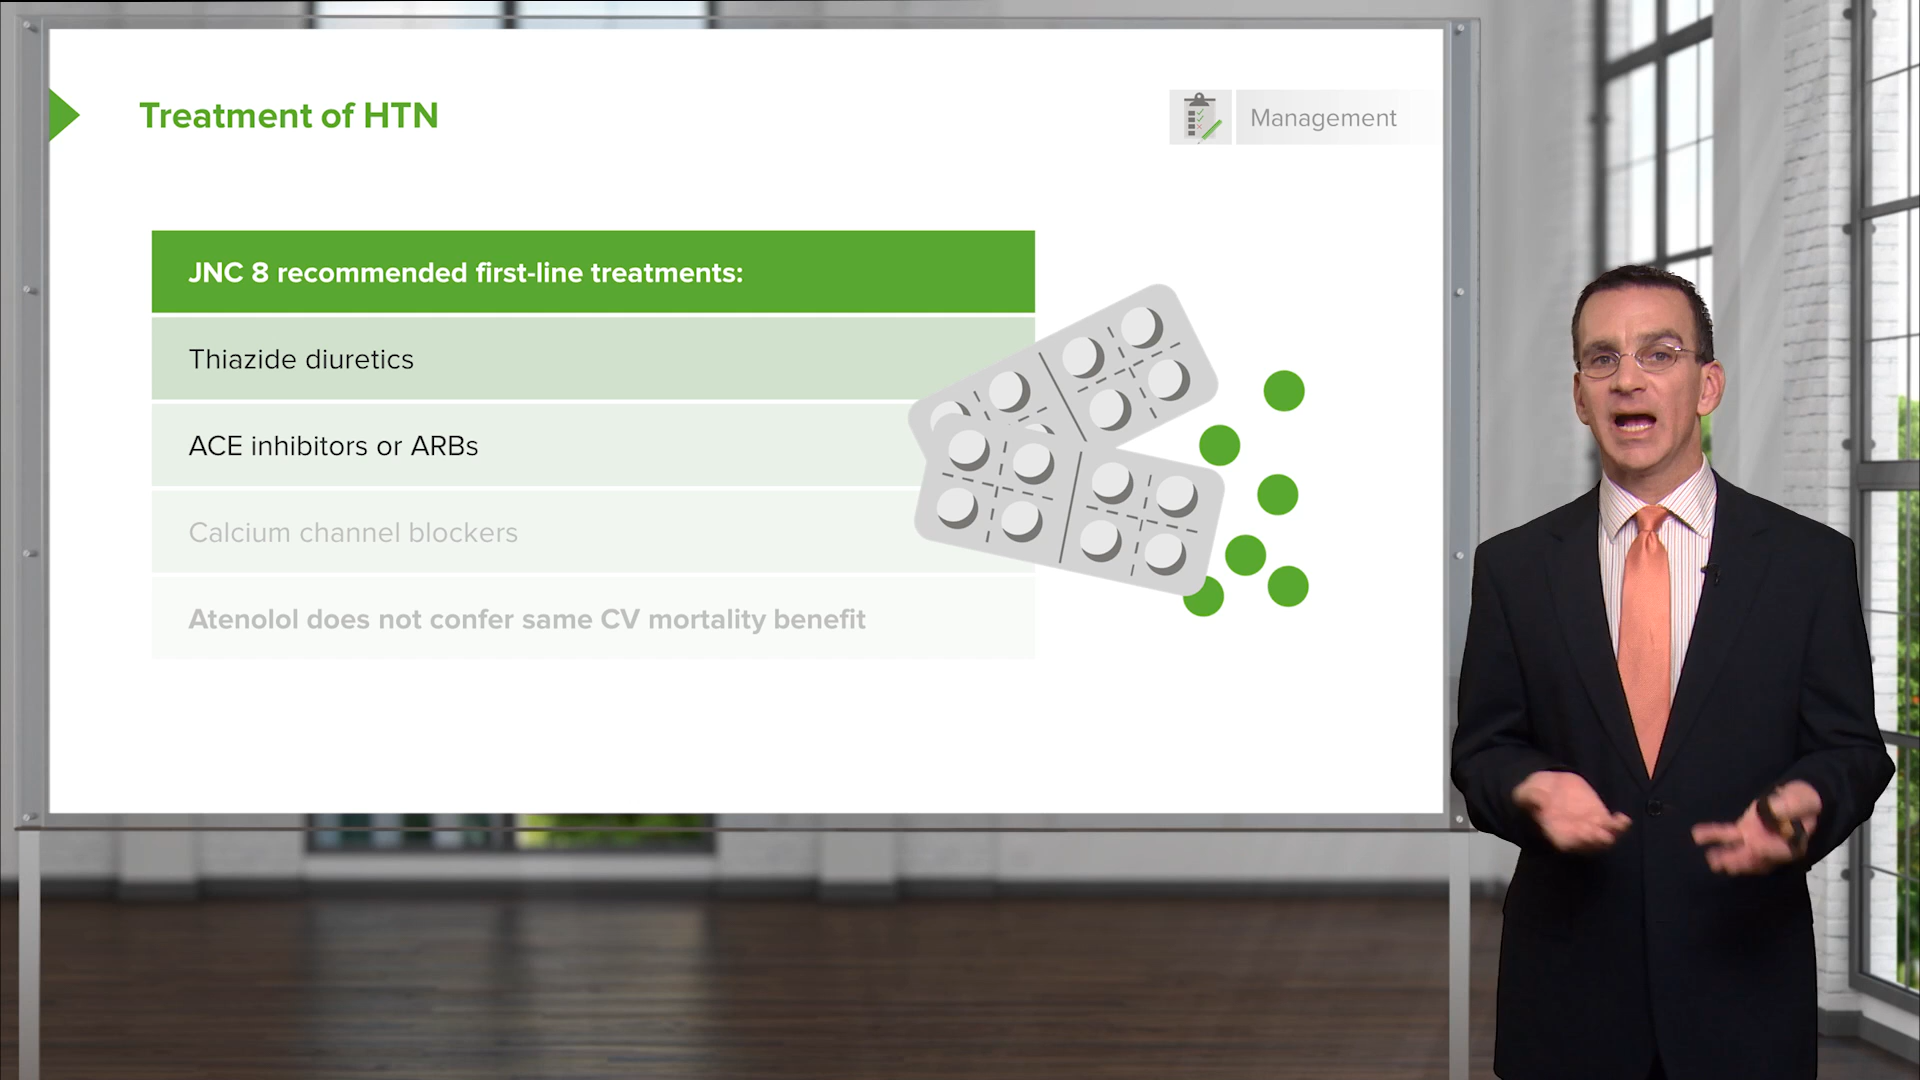 Treatment of HTN
Management
JNC 8 recommended first-line treatments:
Thiazide diuretics
ACE inhibitors or ARBs
Calcium channel blockers
Atenolol does not confer same CV mortality benefit